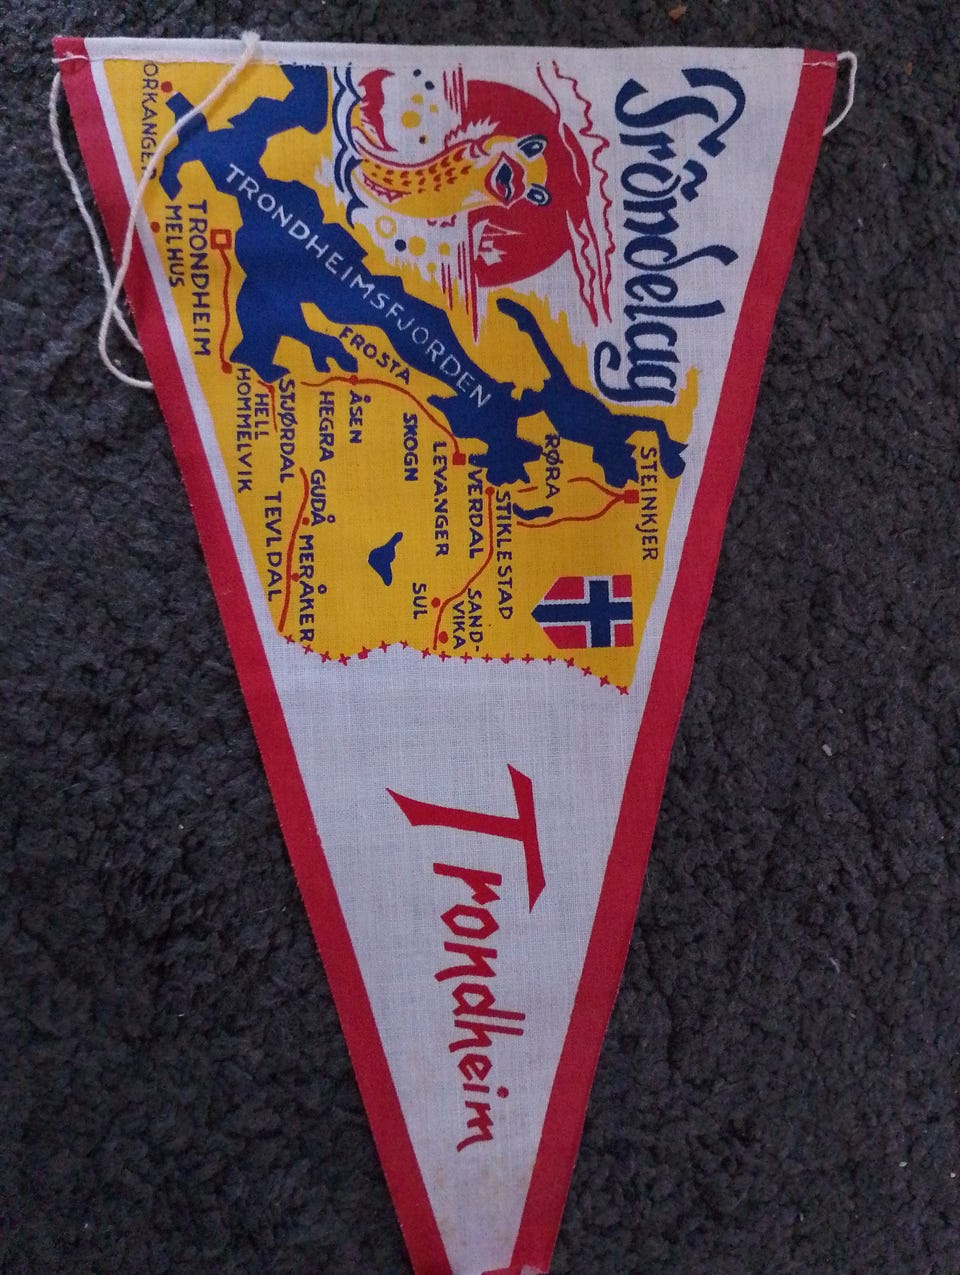 Tröndelag
STEINKJER
RØRA
STIKLESTAD
SAND-
VIKA
VERDAL
LEVANGER
SUL
SKOGN
TRONDHEIMSFJORDEN
FROSTA
ÅSEN
HEGRA
GUDÅ
MERÅKER
STJØRDAL
TEVLDAL
HELL
HOMMELVIK
TRONDHEIM
MELHUS
ORKANGER
Trondheim